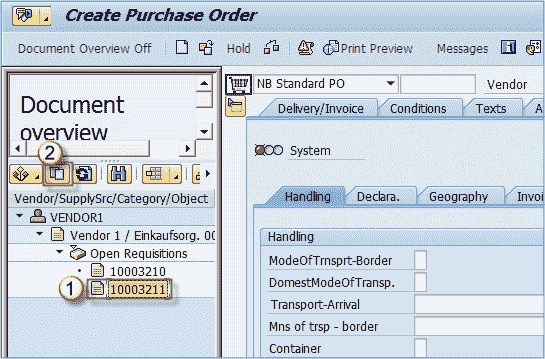 Create Purchase Order
Document Overview Off
Hold
Print Preview
Messages
NB Standard PO
Vendor
Document
overview
Delivery/Invoice
Conditions
Texts
A
2
System
Vendor/SupplySrc/Category/Object
VENDOR1
Vendor 1 / Einkaufsorg. 00
Open Requisitions
10003210
1
10003211
Handling
Declara.
Geography
Invoi
Handling
ModeOfTrnsprt-Border
DomestModeOfTransp.
Transport-Arrival
Mns of trsp - border
Container